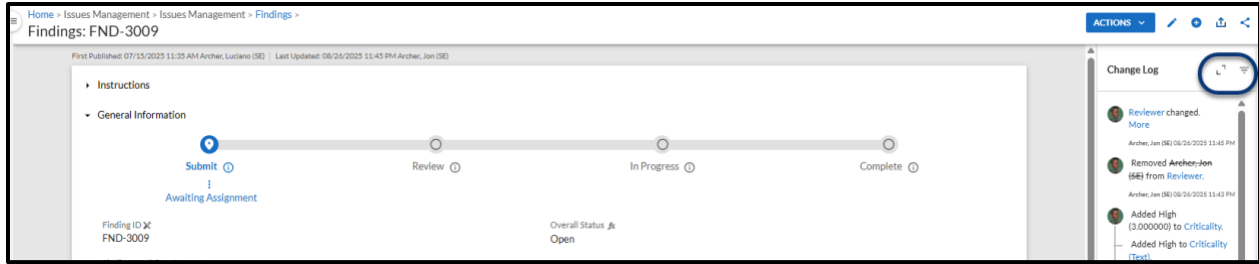 Home > Issues Management > Issues Management > Findings >
Findings: FND-3009
ACTIONS
First Published: 07/15/2025 11:35 AM Archer, Luciano (SE) | Last Updated: 08/26/2025 11:45 PM Archer, Jon (SE)
Instructions
General Information
Submit
Review
In Progress
Complete
Awaiting Assignment
Finding ID
FND-3009
Overall Status
Open
Change Log
Reviewer changed.
More
Archer, Jon (SE) 08/26/2025 11:45 PM
Removed Archer, Jon
(SE) from Reviewer.
Archer, Jon (SE) 08/26/2025 11:43 PM
Added High
(3.000000) to Criticality.
Added High to Criticality
(Text).